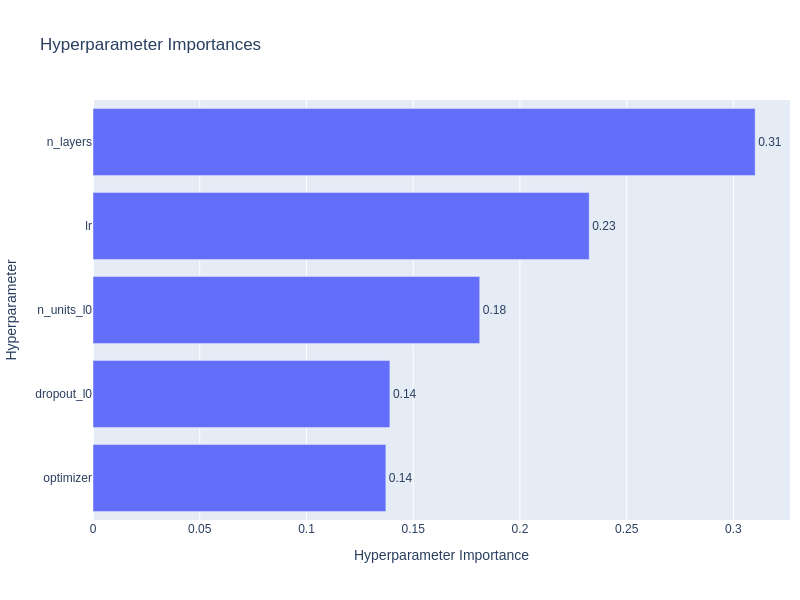 Hyperparameter Importances
n_layers
0.31
lr
0.23
n_units_l0
0.18
dropout_l0
0.14
optimizer
0.14
0
0.05
0.1
0.15
0.2
0.25
0.3
Hyperparameter Importance
Hyperparameter